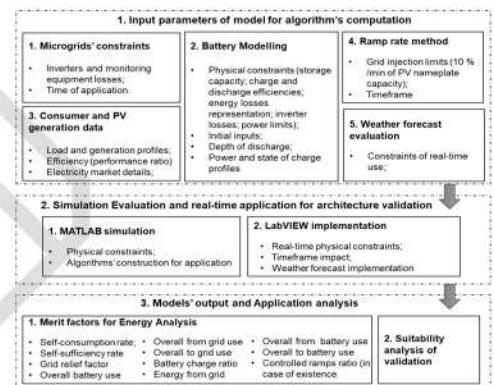 1. Input parameters of model for algorithm's computation
1. Microgrids' constraints
• Inverters and monitoring
equipment losses;
• Time of application.
3. Consumer and PV
generation data
• Load and generation profiles;
• Efficiency (performance ratio)
• Electricity market details;
2. Battery Modelling
• Physical constraints (storage
capacity; charge and
discharge efficiencies;
energy losses
representation; inverter
losses; power limits);
• Initial inputs;
• Depth of discharge;
• Power and state of charge
profiles
4. Ramp rate method
• Grid injection limits (10 %
/min of PV nameplate
capacity);
• Timeframe
5. Weather forecast
evaluation
• Constraints of real-time
use;
2. Simulation Evaluation and real-time application for architecture validation
1. MATLAB simulation
• Physical constraints;
• Algorithms' construction for application
2. LabVIEW implementation
• Real-time physical constraints;
• Timeframe impact;
• Weather forecast implementation
3. Models' output and Application analysis
1. Merit factors for Energy Analysis
• Self-consumption rate;
• Self-sufficiency rate
• Grid relief factor
• Overall battery use
• Overall from grid use
• Overall to grid use
• Battery charge ratio
• Energy from grid
• Overall from battery use
• Overall to battery use
• Controlled ramps ratio (in
case of existence
2. Suitability
analysis of
validation